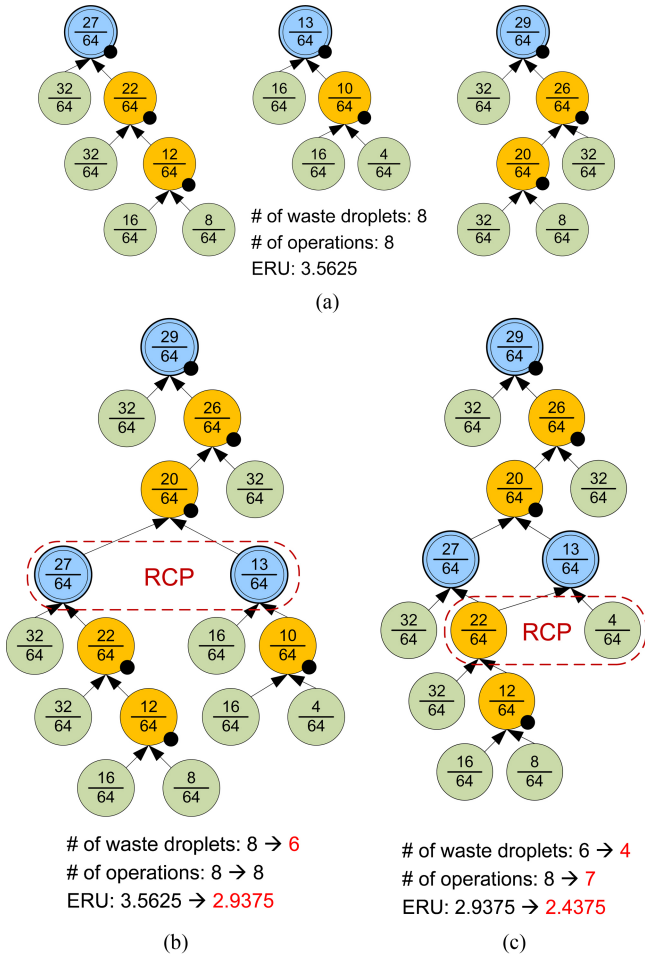 27 13 29
64 64 64
32 22 16 10 32 26
64 64 64 64 64 64
32 12 16 4 20 32
64 64 64 64 64 64
16 8 32 8
64 64 64 64
# of waste droplets: 8
# of operations: 8
ERU: 3.5625
(a)
29
64
32 26
64 64
20 32
64 64
27 RCP 13
64 64
32 22 16 10
64 64 64 64
32 12 16 4
64 64 64 64
16 8
64 64
# of waste droplets: 8 → 6
# of operations: 8 → 8
ERU: 3.5625 → 2.9375
(b)
29
64
32 26
64 64
20 32
64 64
27 13
64 64
32 22 RCP 4
64 64 64
32 12
64 64
16 8
64 64
# of waste droplets: 6 → 4
# of operations: 8 → 7
ERU: 2.9375 → 2.4375
(c)